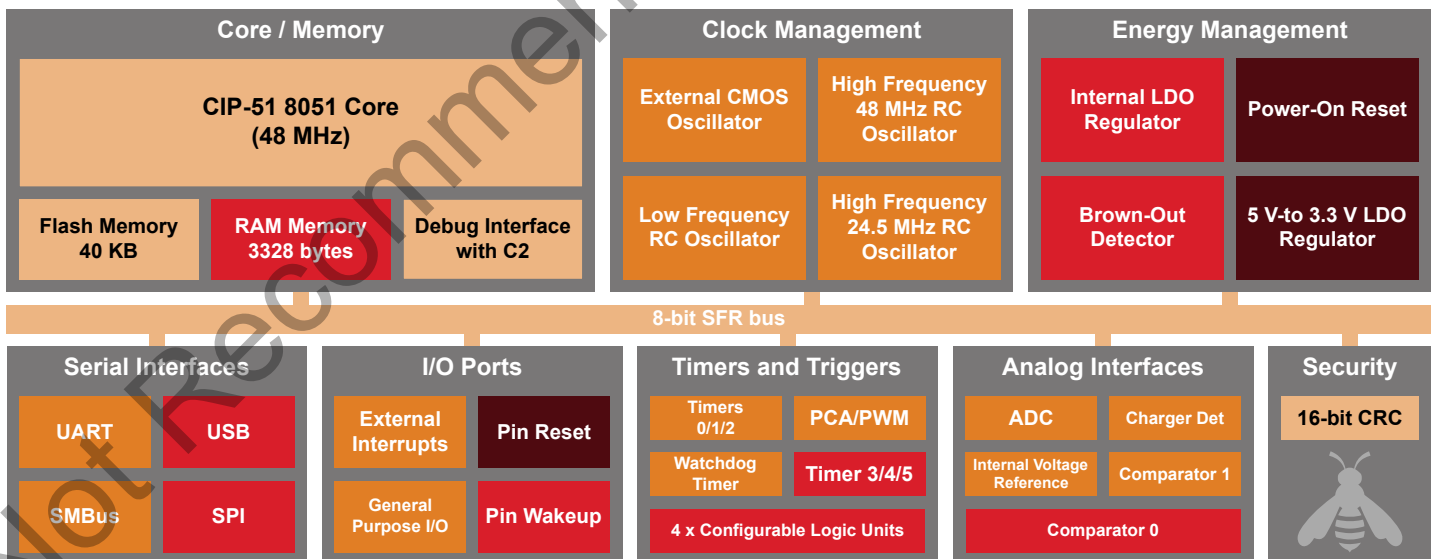 Core / Memory
CIP-51 8051 Core
(48 MHz)
Flash Memory
40 KB
RAM Memory
3328 bytes
Debug Interface
with C2
Clock Management
External CMOS
Oscillator
High Frequency
48 MHz RC
Oscillator
Low Frequency
RC Oscillator
High Frequency
24.5 MHz RC
Oscillator
Energy Management
Internal LDO
Regulator
Power-On Reset
Brown-Out
Detector
5 V-to 3.3 V LDO
Regulator
8-bit SFR bus
Serial Interfaces
UART
USB
SMBus
SPI
I/O Ports
External
Interrupts
Pin Reset
General
Purpose I/O
Pin Wakeup
Timers and Triggers
Timers
0/1/2
PCA/PWM
Watchdog
Timer
Timer 3/4/5
4 x Configurable Logic Units
Analog Interfaces
ADC
Charger Det
Internal Voltage
Reference
Comparator 1
Comparator 0
Security
16-bit CRC
Not Recommen